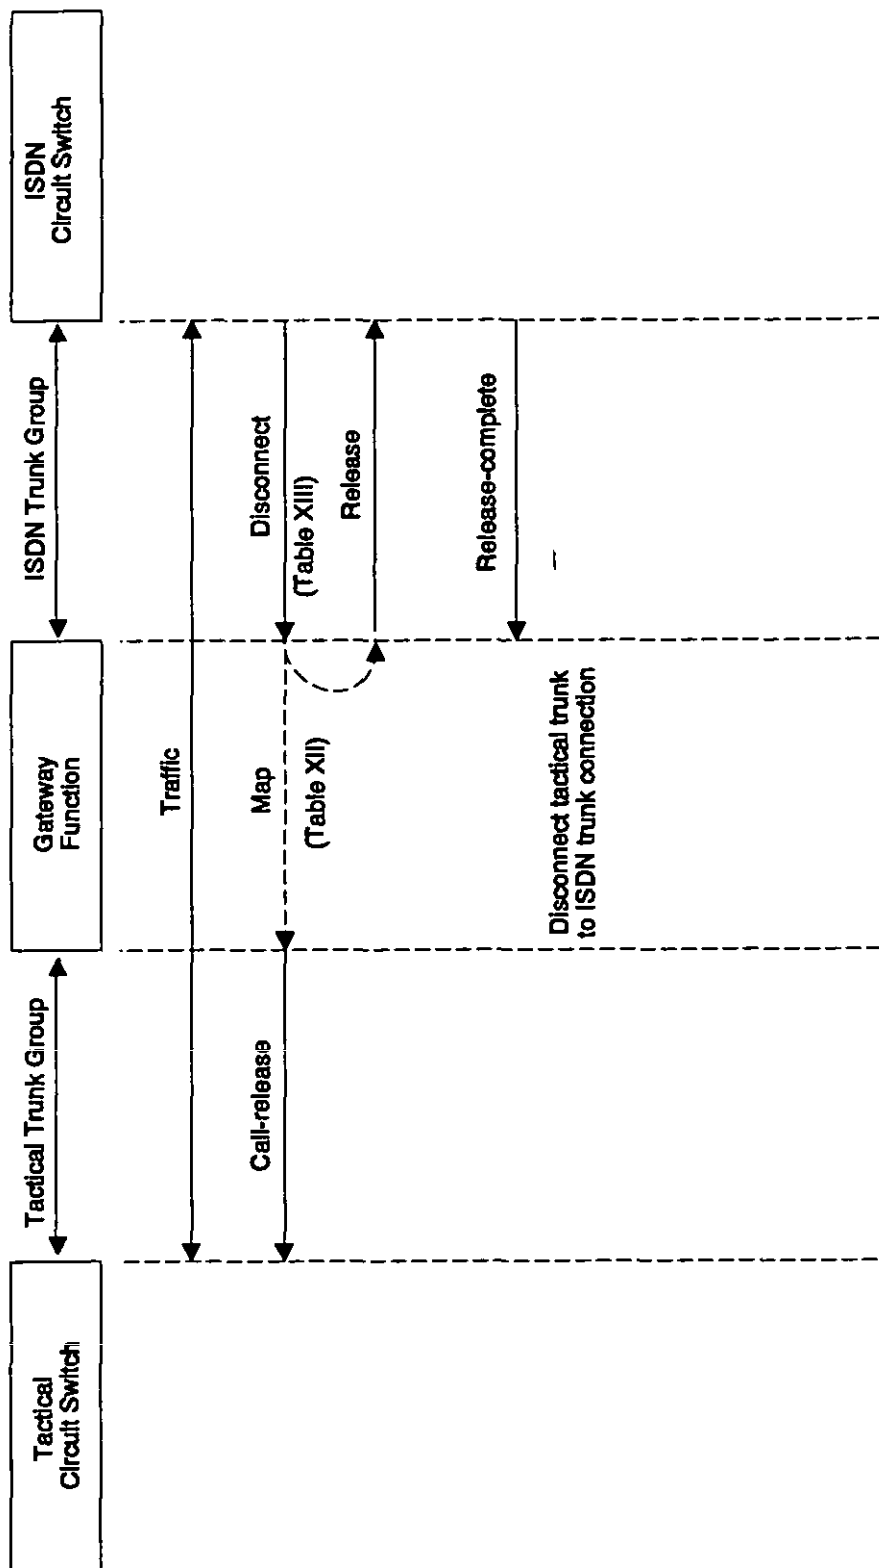 Tactical
Circuit Switch
Tactical Trunk Group
Gateway
Function
ISDN Trunk Group
ISDN
Circuit Switch
Traffic
Call-release
Map
(Table XII)
Disconnect
(Table XIII)
Release
Release-complete
Disconnect tactical trunk
to ISDN trunk connection